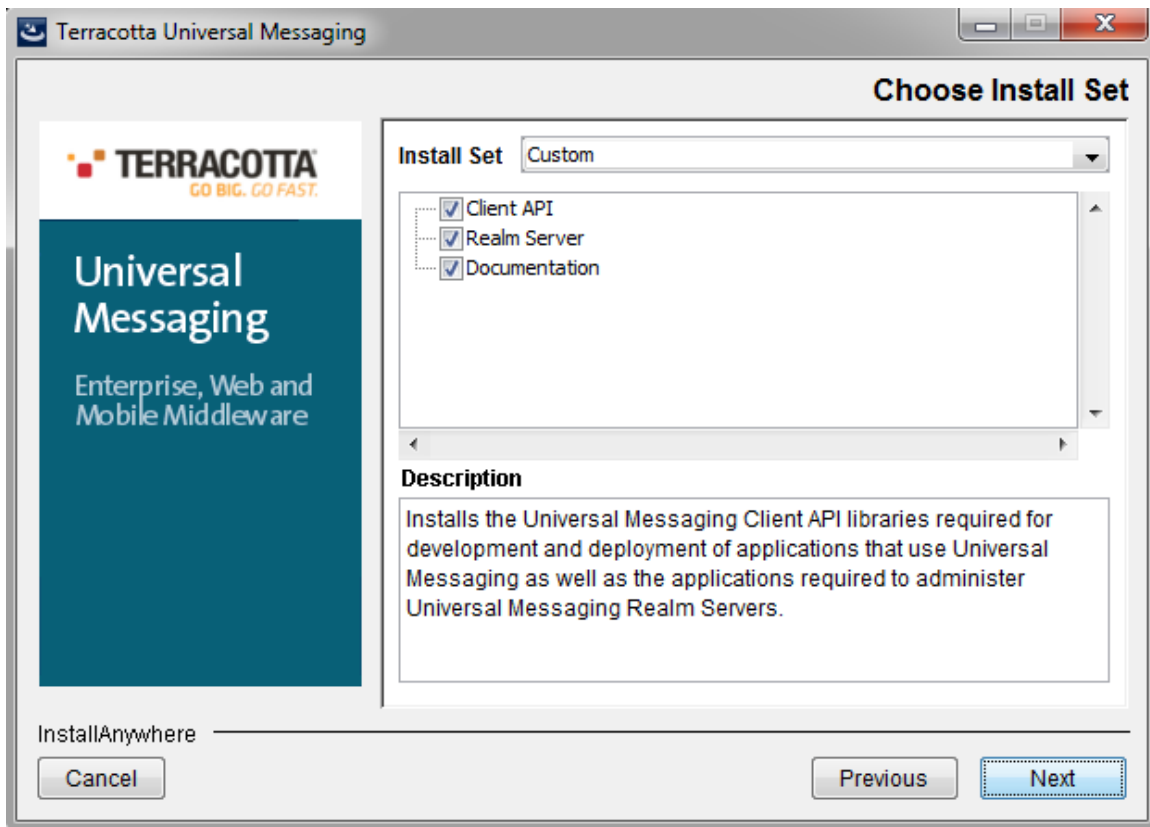 Terracotta Universal Messaging
Choose Install Set
TERRACOTTA
GO BIG. GO FAST.
Universal
Messaging
Enterprise, Web and
Mobile Middleware
Install Set Custom
Client API
Realm Server
Documentation
Description
Installs the Universal Messaging Client API libraries required for
development and deployment of applications that use Universal
Messaging as well as the applications required to administer
Universal Messaging Realm Servers.
InstallAnywhere
Cancel Previous Next